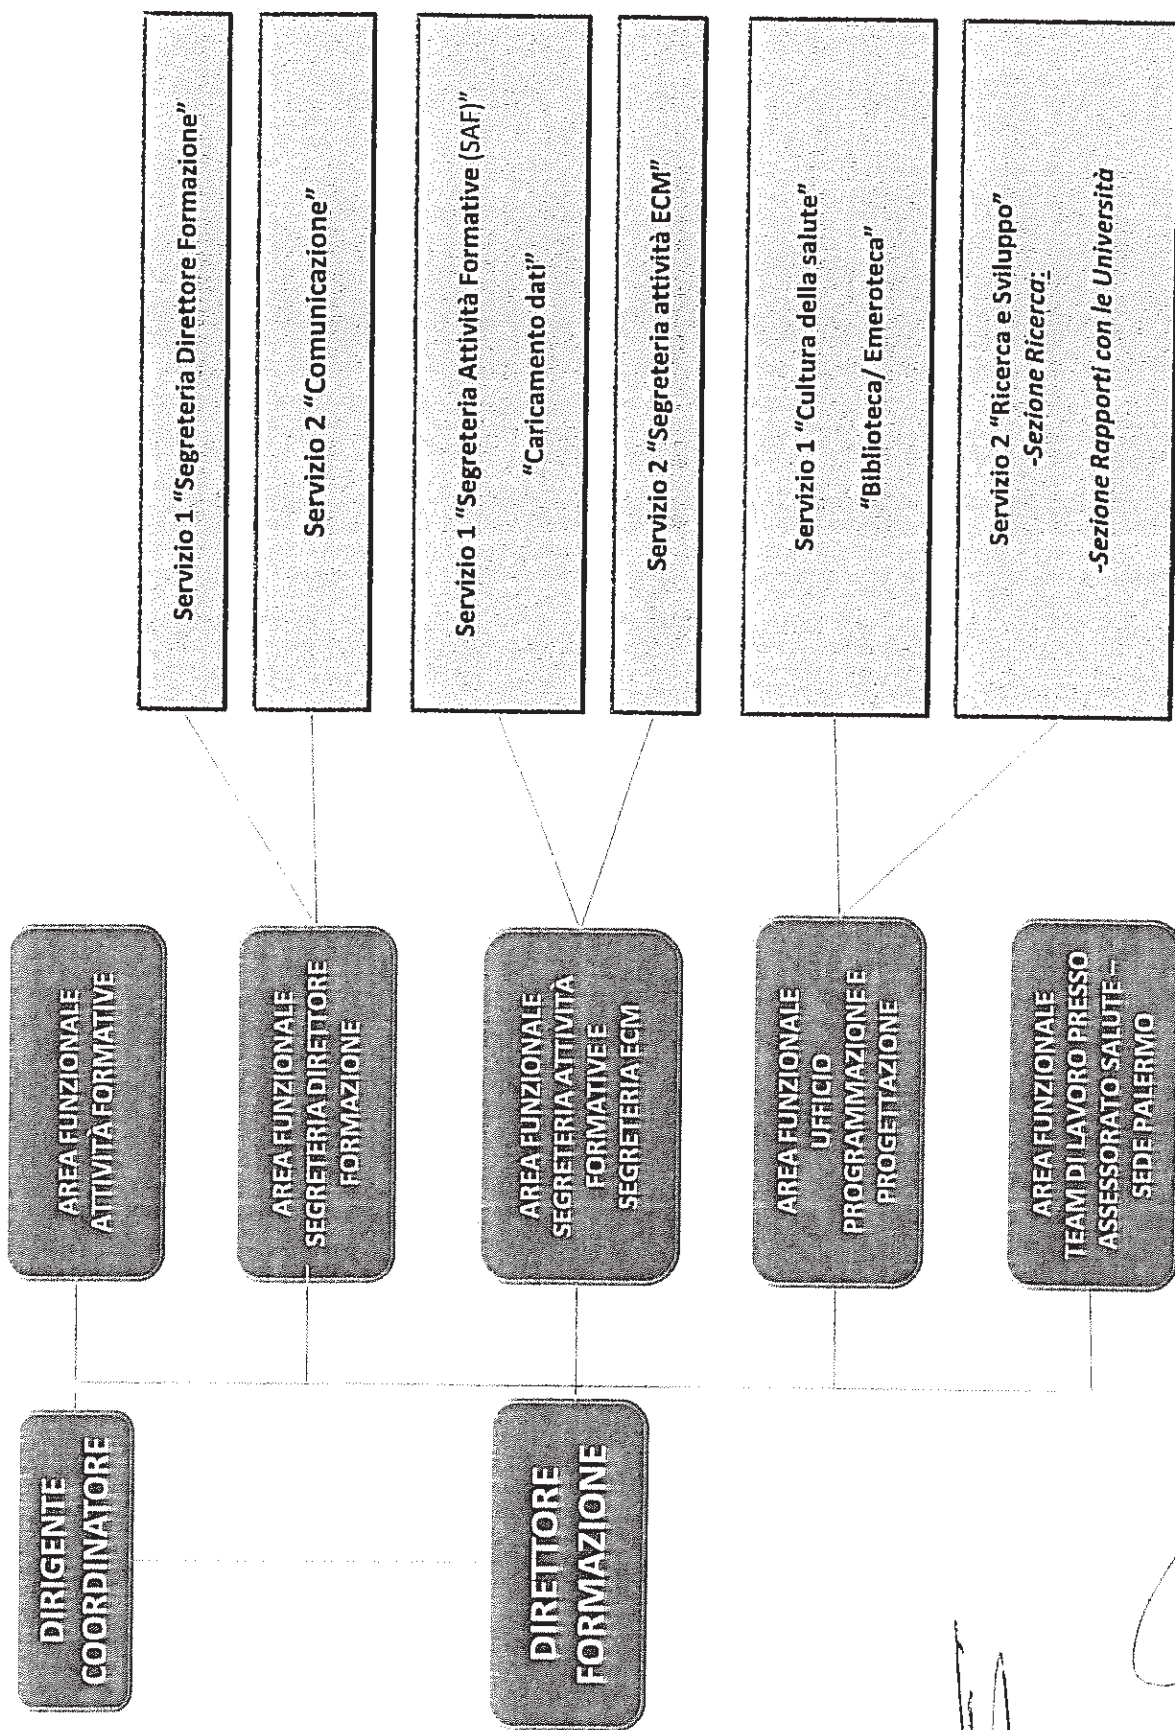 DIRIGENTE
COORDINATORE
DIRETTORE
FORMAZIONE
AREA FUNZIONALE
ATTIVITÀ FORMATIVE
AREA FUNZIONALE
SEGRETERIA DIRETTORE
FORMAZIONE
AREA FUNZIONALE
SEGRETERIA ATTIVITÀ
FORMATIVE E
SEGRETERIA ECM
AREA FUNZIONALE
UFFICIO
PROGRAMMAZIONE E
PROGETTAZIONE
AREA FUNZIONALE
TEAM DI LAVORO PRESSO
ASSESSORATO SALUTE –
SEDE PALERMO
Servizio 1 “Segreteria Direttore Formazione”
Servizio 2 “Comunicazione”
Servizio 1 “Segreteria Attività Formative (SAF)”
“Caricamento dati”
Servizio 2 “Segreteria attività ECM”
Servizio 1 “Cultura della salute”
“Biblioteca/ Emeroteca”
Servizio 2 “Ricerca e Sviluppo”
-Sezione Ricerca:
-Sezione Rapporti con le Università